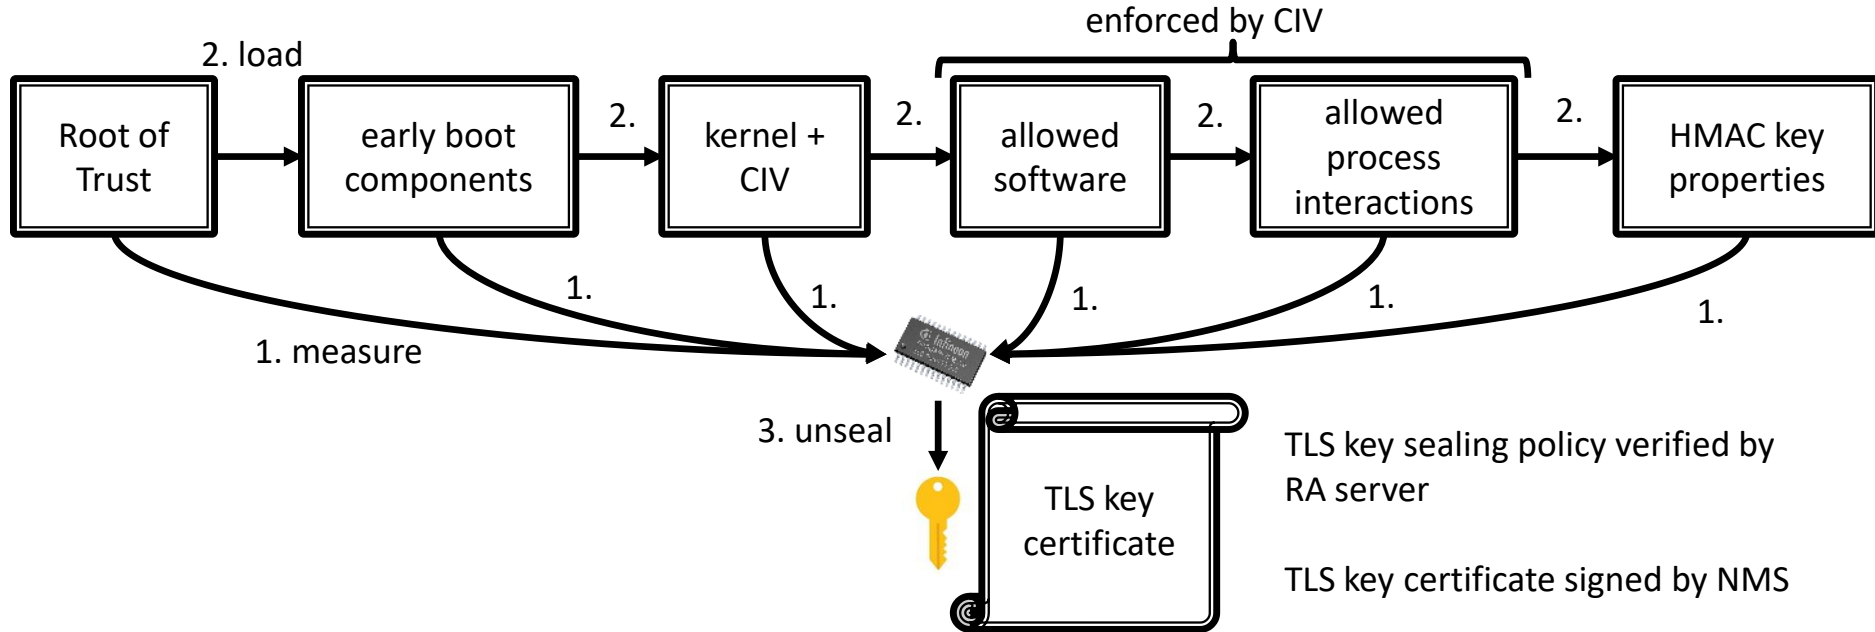 enforced by CIV
2. load
Root of
Trust
early boot
components
2.
kernel +
CIV
2.
allowed
software
2.
allowed
process
interactions
2.
HMAC key
properties
1. measure
1.
1.
1.
1.
1.
Infineon
3. unseal
TLS key
certificate
TLS key sealing policy verified by
RA server
TLS key certificate signed by NMS